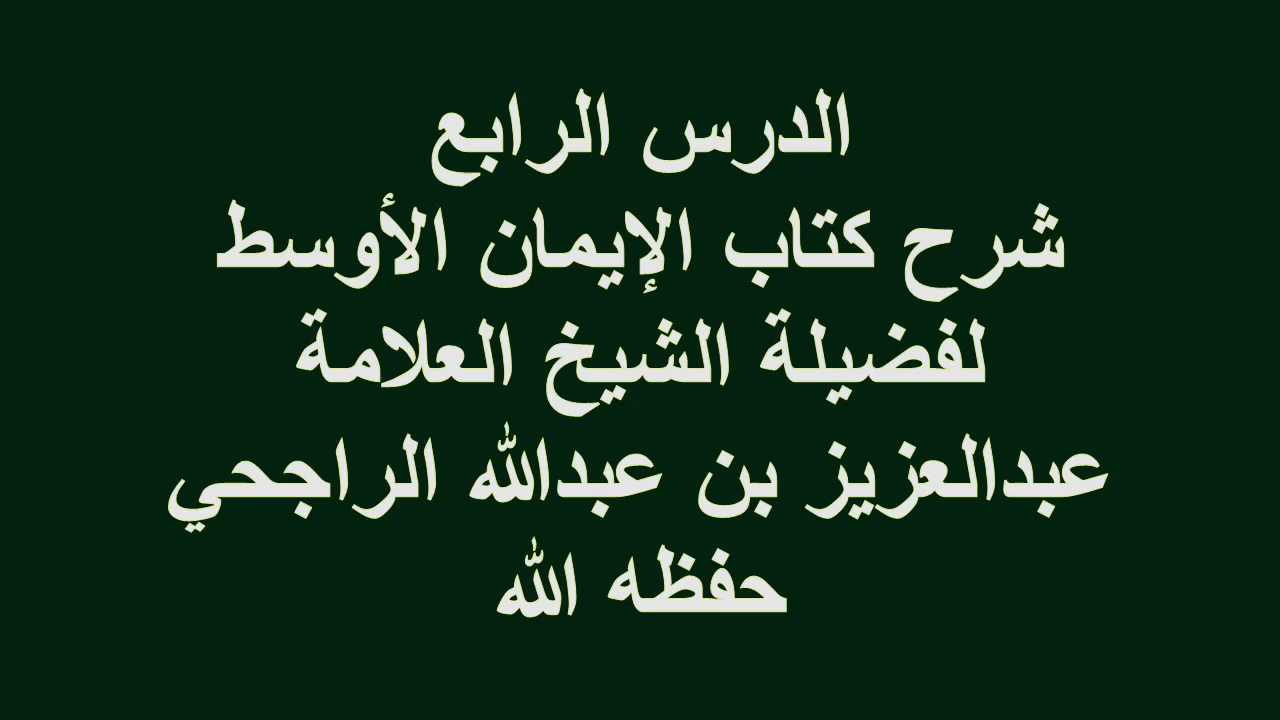 الدرس الرابع
شرح كتاب الإيمان الأوسط
لفضيلة الشيخ العلامة
عبدالعزيز بن عبدالله الراجحي
حفظه الله